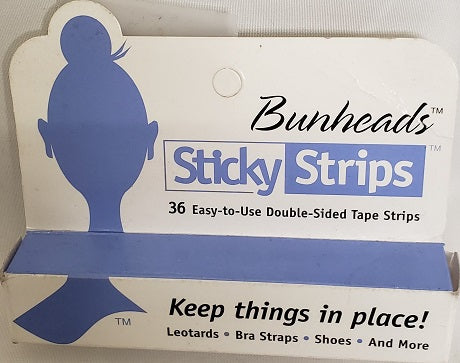 Bunheads™
Sticky Strips™
36 Easy-to-Use Double-Sided Tape Strips
Keep things in place!
TM
Leotards • Bra Straps • Shoes • And More